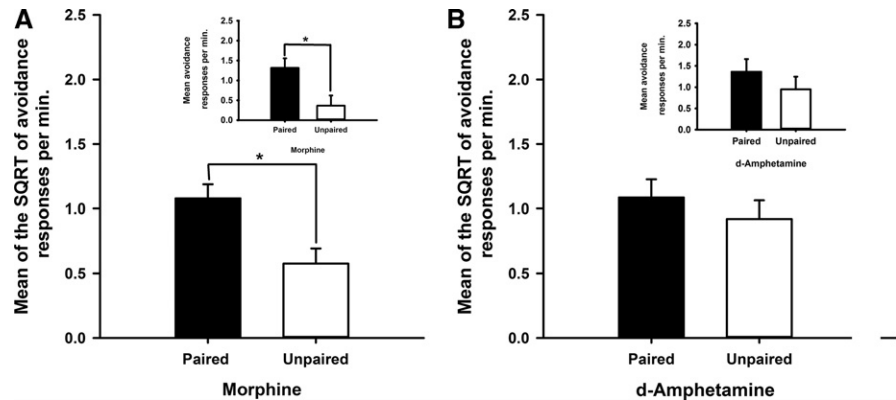 A
Mean of the SQRT of avoidance
responses per min.
2.5
2.0
1.5
1.0
0.5
0.0
Mean avoidance
responses per min.
2.5
2.0
1.5
1.0
0.5
0.0
*
Paired
Unpaired
Morphine
*
Paired
Unpaired
Morphine
B
Mean of the SQRT of avoidance
responses per min.
2.5
2.0
1.5
1.0
0.5
0.0
Mean avoidance
responses per min.
2.5
2.0
1.5
1.0
0.5
0.0
Paired
Unpaired
d-Amphetamine
Paired
Unpaired
d-Amphetamine